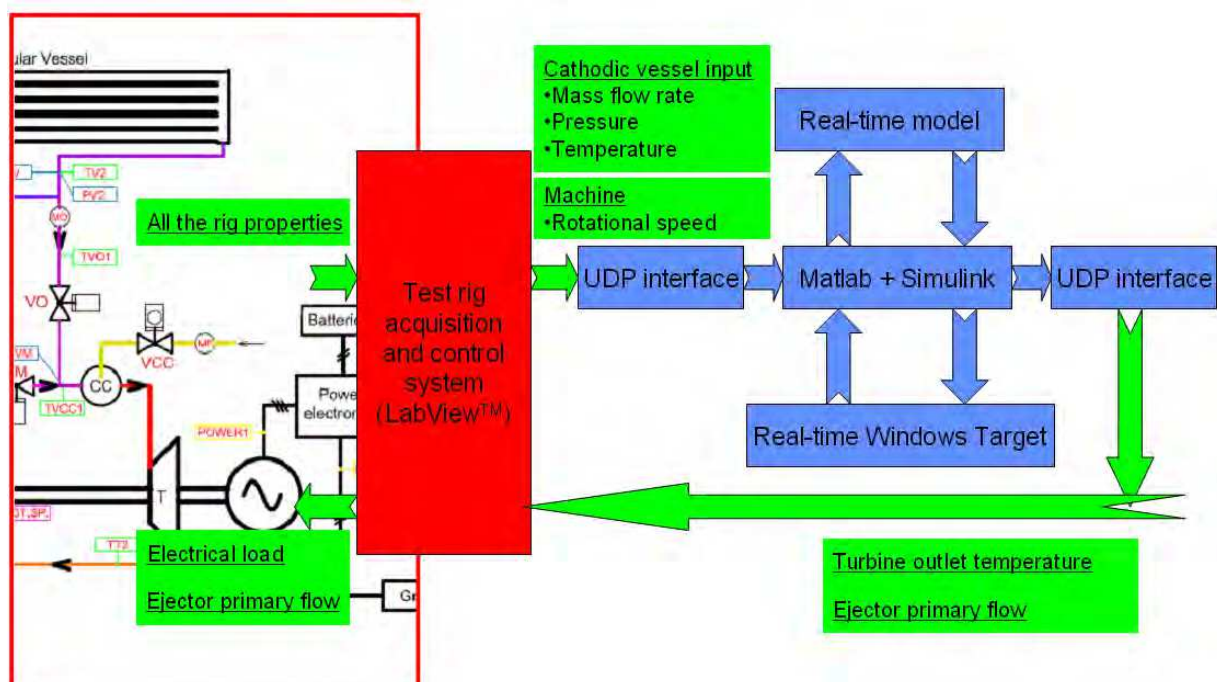 ular Vessel
TV2
PV2
MO
TVO1
VO
VCC
VM
M
CC
TVCC1
POWER1
T
TT2
Batterie
Power
electron
Gr
All the rig properties
Electrical load
Ejector primary flow
Test rig
acquisition
and control
system
(LabView™)
Cathodic vessel input
•Mass flow rate
•Pressure
•Temperature
Machine
•Rotational speed
UDP interface
Real-time model
Matlab + Simulink
Real-time Windows Target
UDP interface
Turbine outlet temperature
Ejector primary flow